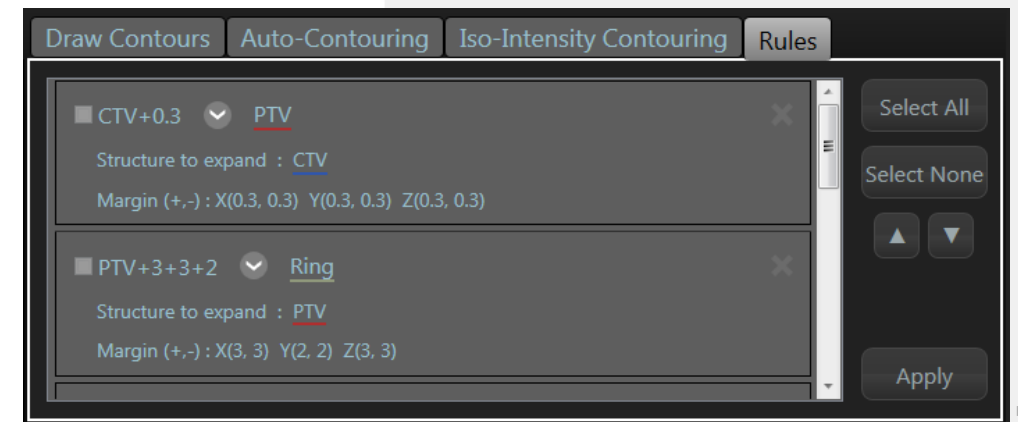 Draw Contours Auto-Contouring Iso-Intensity Contouring Rules
CTV+0.3 PTV
Structure to expand : CTV
Margin (+,-) : X(0.3, 0.3) Y(0.3, 0.3) Z(0.3, 0.3)
PTV+3+3+2 Ring
Structure to expand : PTV
Margin (+,-) : X(3, 3) Y(2, 2) Z(3, 3)
Select All
Select None
Apply